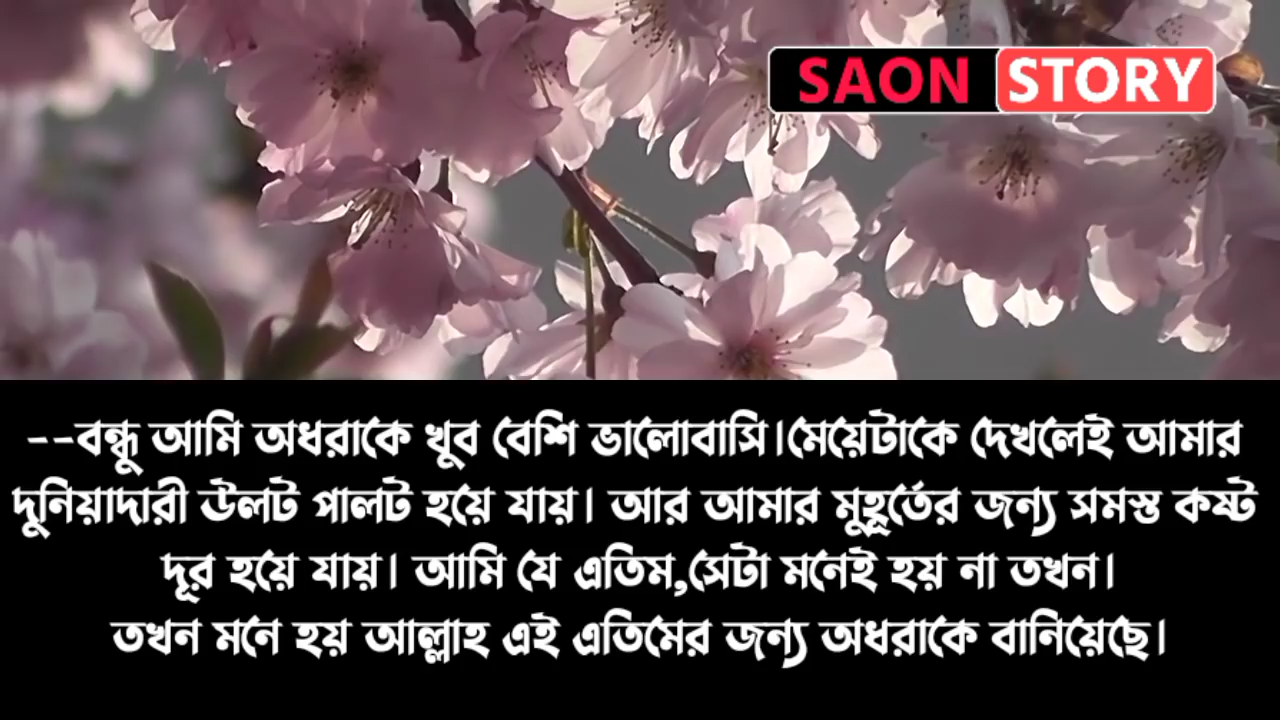 SAON STORY
--বন্ধু আমি অধরাকে খুব বেশি ভালোবাসি।মেয়েটাকে দেখলেই আমার
দুনিয়াদারী উলট পালট হয়ে যায়। আর আমার মুহূর্তের জন্য সমস্ত কষ্ট
দূর হয়ে যায়। আমি যে এতিম,সেটা মনেই হয় না তখন।
তখন মনে হয় আল্লাহ এই এতিমের জন্য অধরাকে বানিয়েছে।